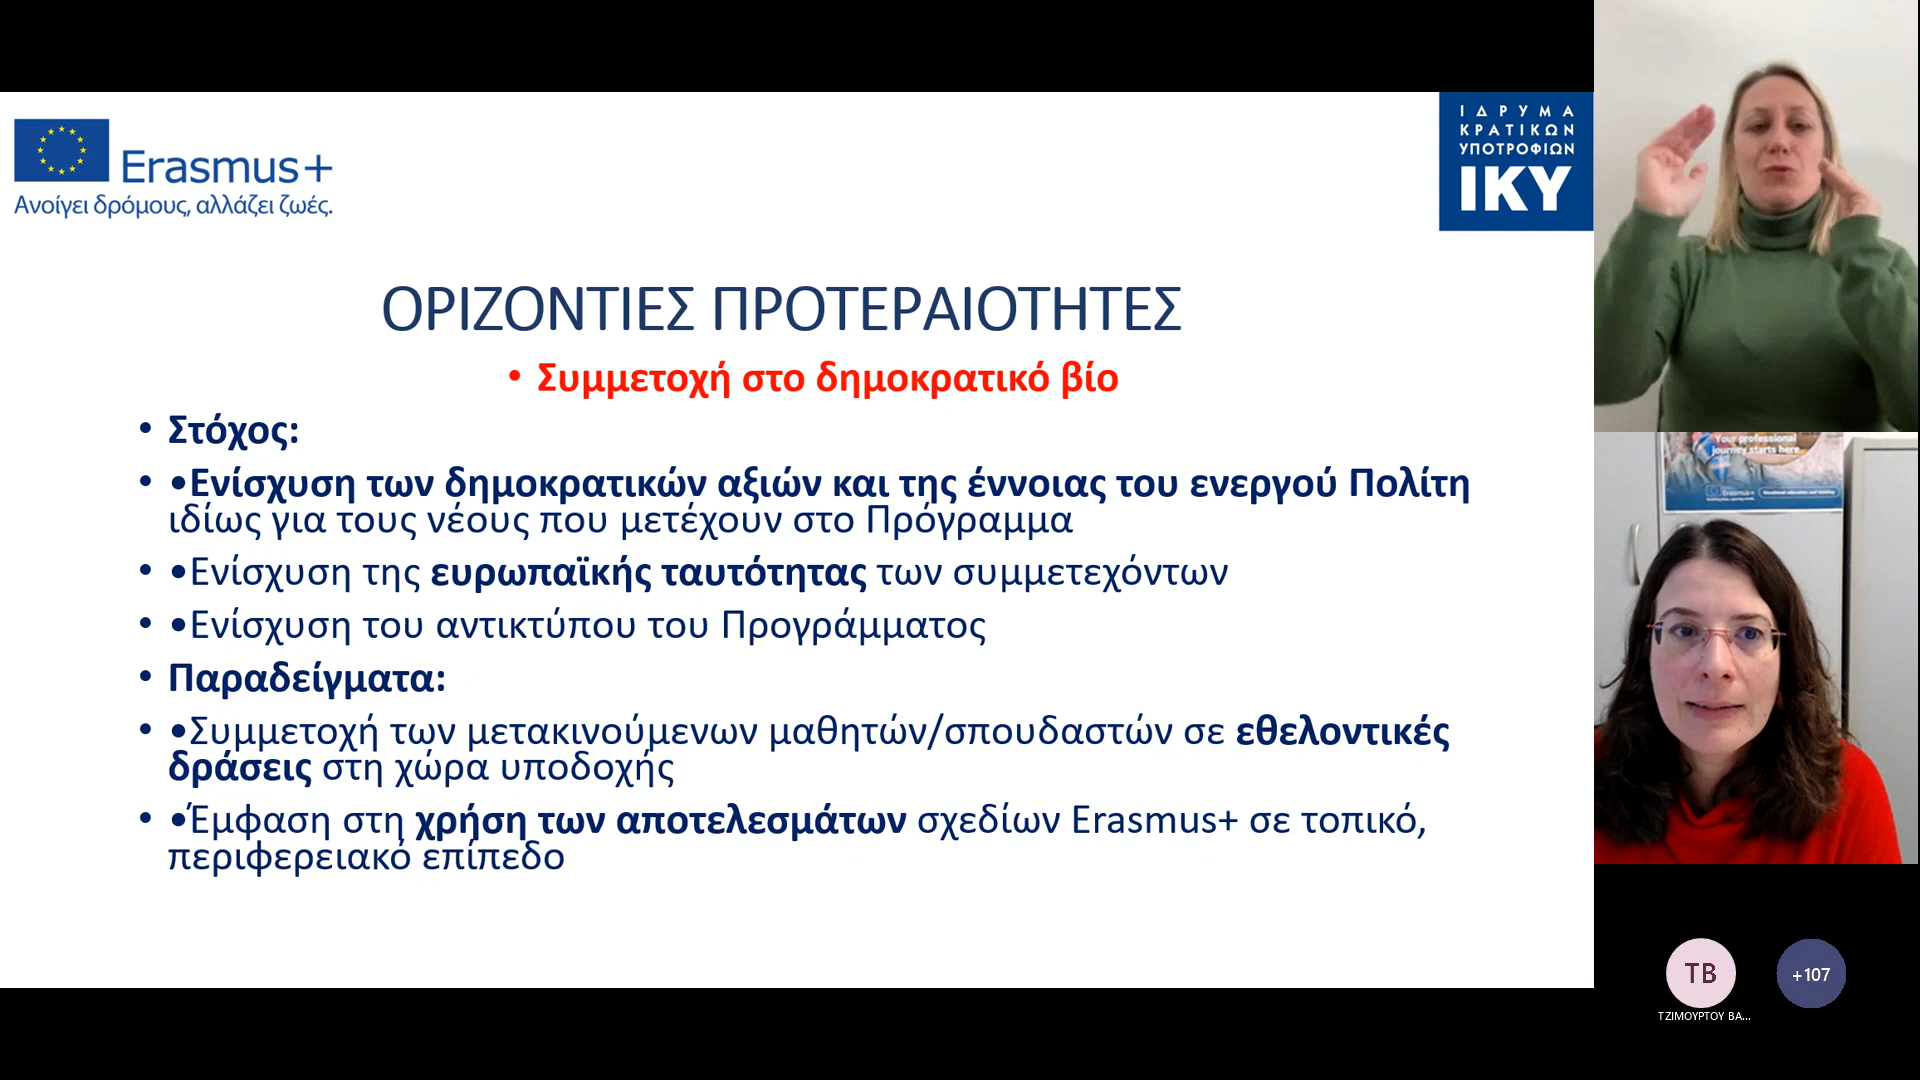 Erasmus+
Ανοίγει δρόμους, αλλάζει ζωές.
ΙΔΡΥΜΑ
ΚΡΑΤΙΚΩΝ
ΥΠΟΤΡΟΦΙΩΝ
ΙΚΥ
ΟΡΙΖΟΝΤΙΕΣ ΠΡΟΤΕΡΑΙΟΤΗΤΕΣ
• Συμμετοχή στο δημοκρατικό βίο
• Στόχος:
• •Ενίσχυση των δημοκρατικών αξιών και της έννοιας του ενεργού Πολίτη
ιδίως για τους νέους που μετέχουν στο Πρόγραμμα
• •Ενίσχυση της ευρωπαϊκής ταυτότητας των συμμετεχόντων
• •Ενίσχυση του αντικτύπου του Προγράμματος
• Παραδείγματα:
• •Συμμετοχή των μετακινούμενων μαθητών/σπουδαστών σε εθελοντικές
δράσεις στη χώρα υποδοχής
• •Έμφαση στη χρήση των αποτελεσμάτων σχεδίων Erasmus+ σε τοπικό,
περιφερειακό επίπεδο
Your professional
journey starts here
Erasmus+
ΤΒ
+107
ΤΖΙΜΟΥΡΤΟΥ ΒΑ...